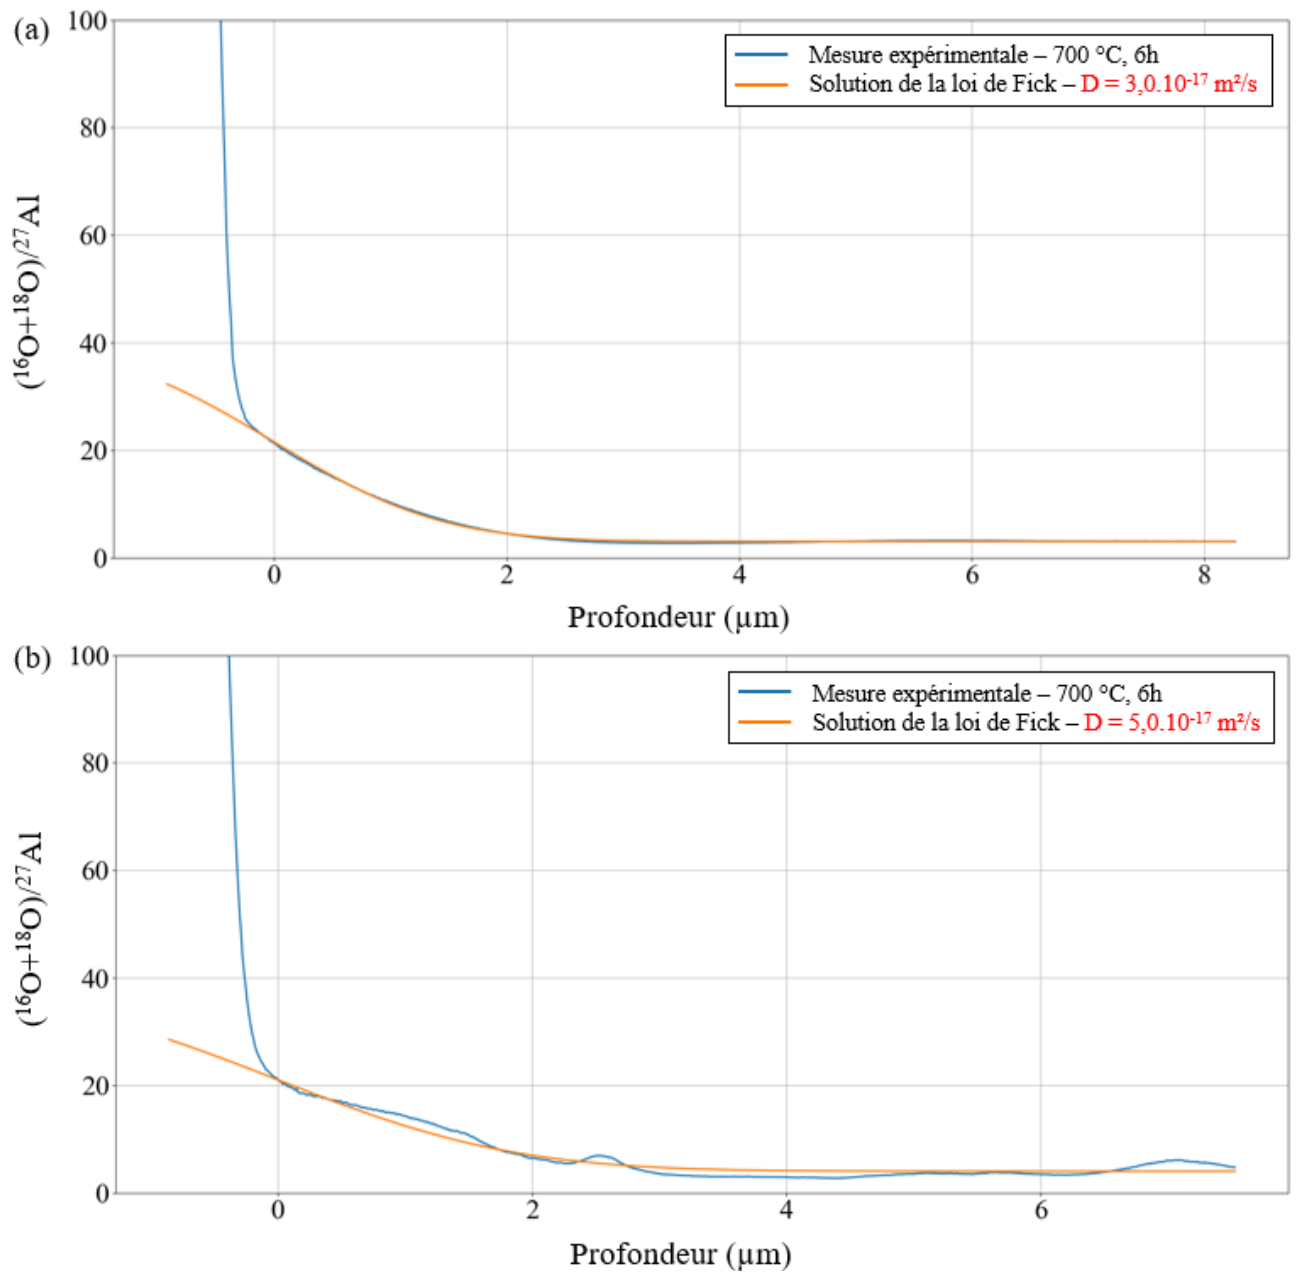 (a)
100
80
60
40
20
0
(¹⁶O+¹⁸O)/²⁷Al
Mesure expérimentale – 700 °C, 6h
Solution de la loi de Fick – D = 3,0.10⁻¹⁷ m²/s
0 2 4 6 8
Profondeur (µm)
(b)
100
80
60
40
20
0
(¹⁶O+¹⁸O)/²⁷Al
Mesure expérimentale – 700 °C, 6h
Solution de la loi de Fick – D = 5,0.10⁻¹⁷ m²/s
0 2 4 6
Profondeur (µm)